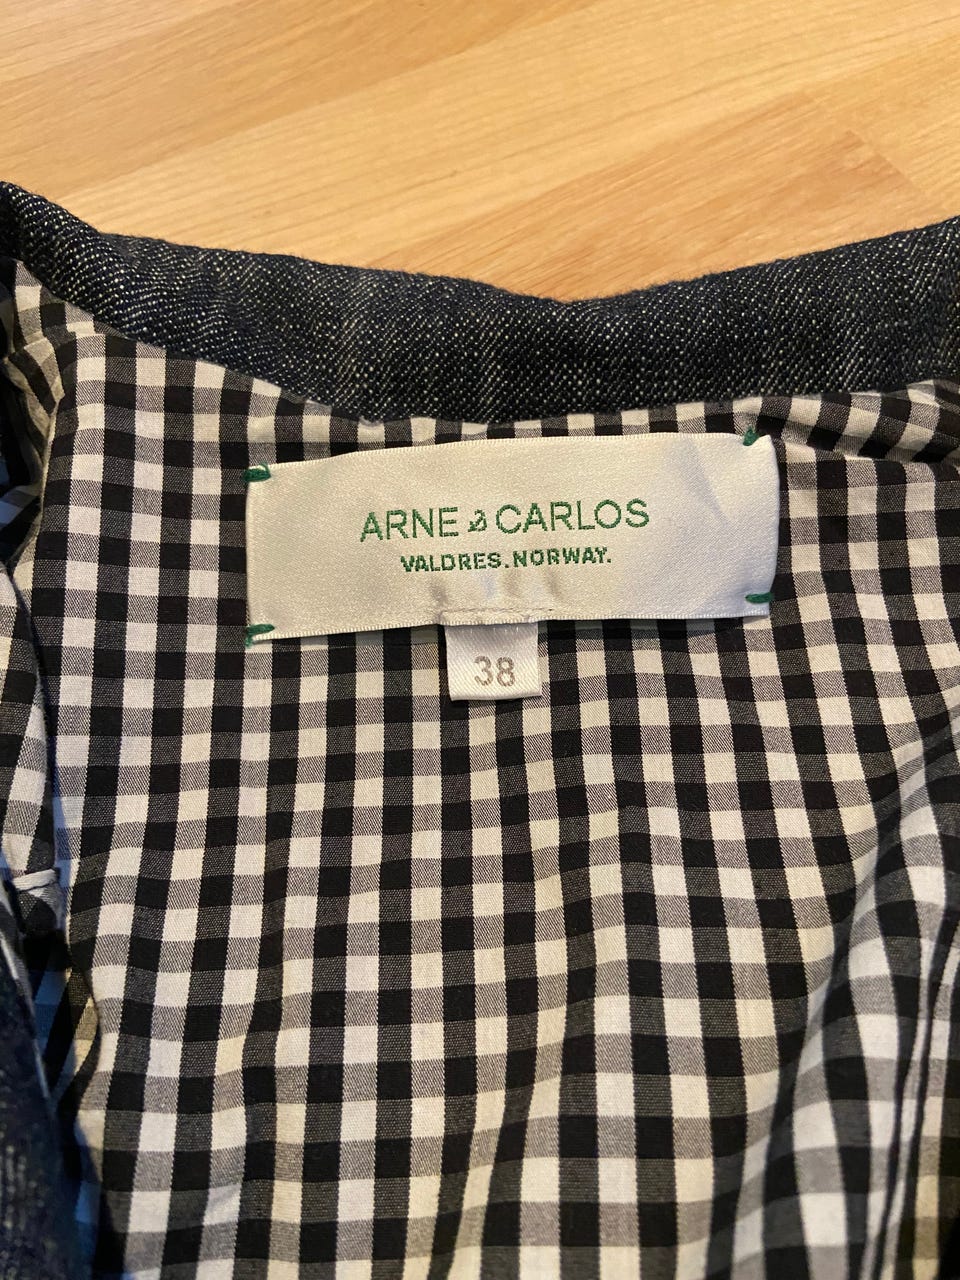 ARNE & CARLOS
VALDRES. NORWAY.
38